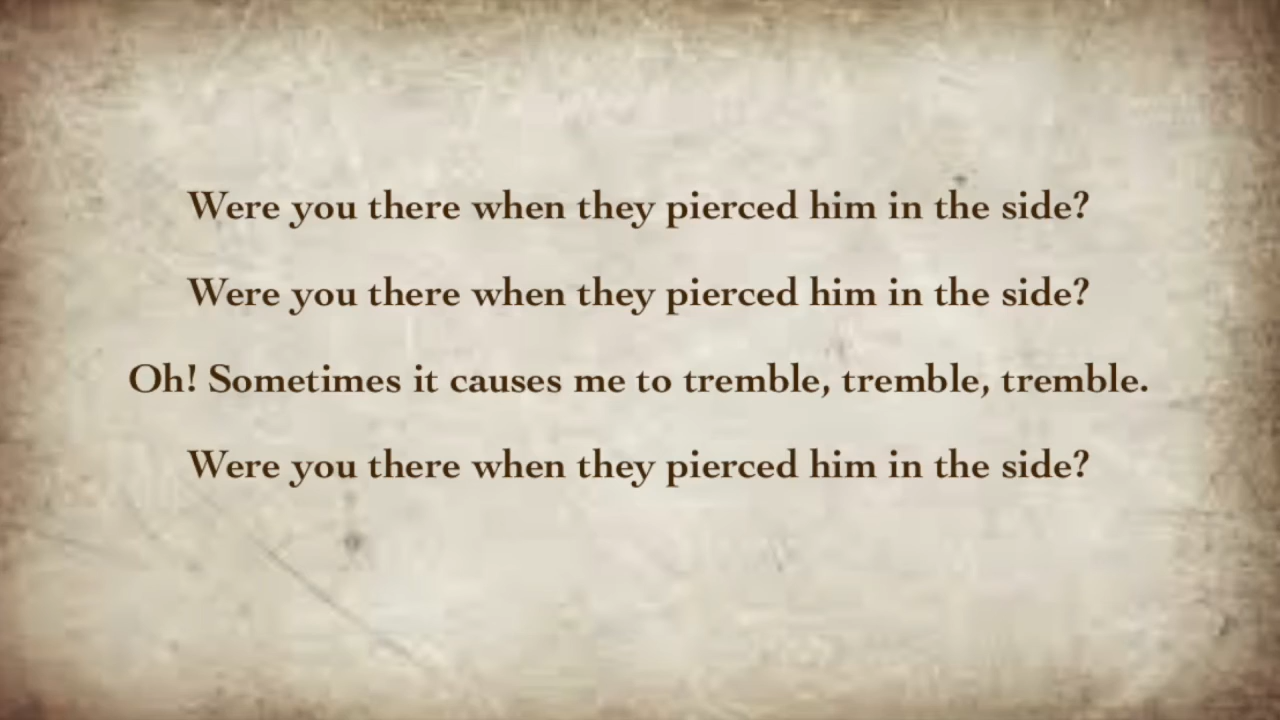 Were you there when they pierced him in the side?
Were you there when they pierced him in the side?
Oh! Sometimes it causes me to tremble, tremble, tremble.
Were you there when they pierced him in the side?